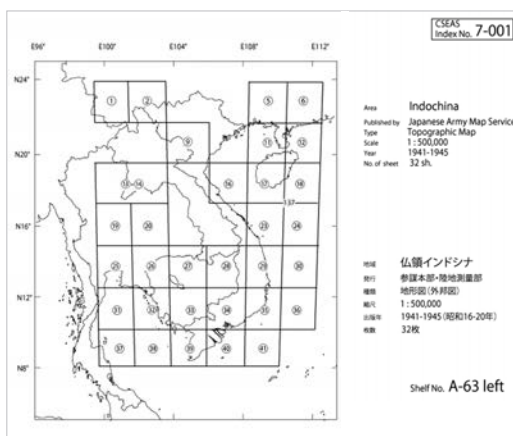 CSEAS
Index No. 7-001
E96° E100° E104° E108° E112°
N24°
N20°
N16°
N12°
N8°
① ② ⑤ ⑥
⑨ ⑪ ⑫
⑬ ⑭ ⑯ ⑰ ⑱
137
⑲ ⑳ ㉓ ㉔
㉕ ㉖ ㉗ ㉘ ㉙ ㉚
㉛ ㉜ ㉝ ㉞ ㉟ ㊱
㊲ ㊳ ㊴ ㊵ ㊶
Area Indochina
Published by Japanese Army Map Service
Type Topographic Map
Scale 1 : 500,000
Year 1941-1945
No. of sheet 32 sh.
地域 仏領インドシナ
発行 参謀本部・陸地測量部
種類 地形図(外邦図)
縮尺 1 : 500,000
出版年 1941-1945 (昭和16-20年)
枚数 32枚
Shelf No. A-63 left